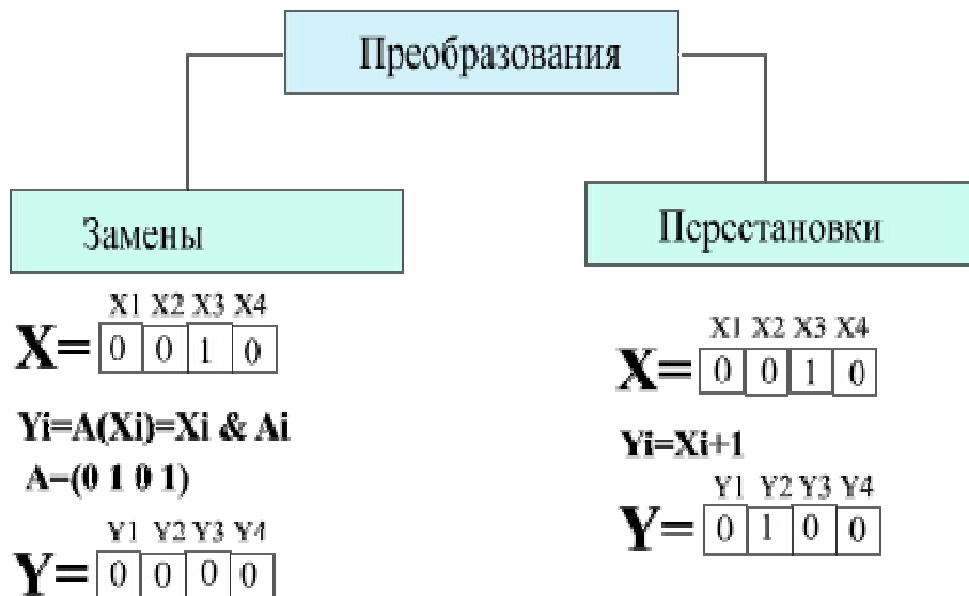 Преобразования
Замены
X1 X2 X3 X4
X= 0 0 1 0
Yi=A(Xi)=Xi & Ai
A=(0 1 0 1)
Y1 Y2 Y3 Y4
Y= 0 0 0 0
Перестановки
X1 X2 X3 X4
X= 0 0 1 0
Yi=Xi+1
Y1 Y2 Y3 Y4
Y= 0 1 0 0